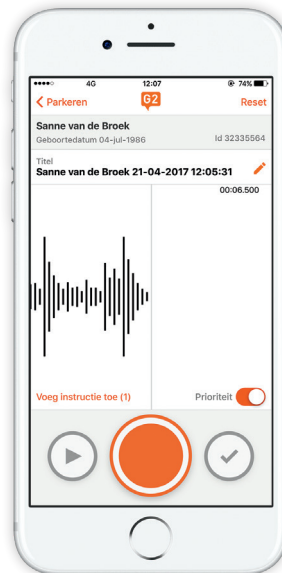 4G 12:07 74%
Parkeren G2 Reset
Sanne van de Broek
Geboortedatum 04-jul-1986 Id 32335564
Titel
Sanne van de Broek 21-04-2017 12:05:31
00:06.500
Voeg instructie toe (1) Prioriteit